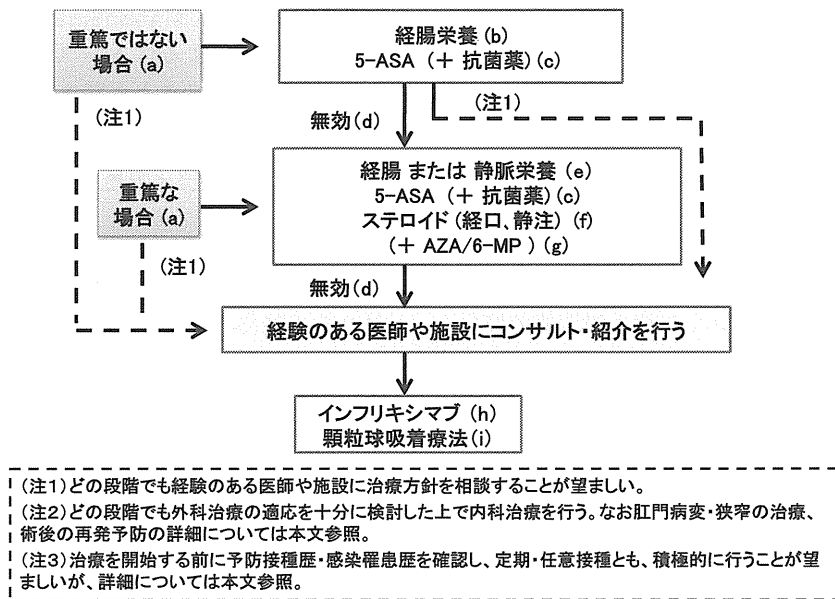 重篤ではない
場合(a)
経腸栄養(b)
5-ASA (+ 抗菌薬)(c)
(注1)
無効(d)
(注1)
重篤な
場合(a)
経腸 または 静脈栄養(e)
5-ASA (+ 抗菌薬)(c)
ステロイド(経口、静注) (f)
(+ AZA/6-MP )(g)
(注1)
無効(d)
経験のある医師や施設にコンサルト・紹介を行う
インフリキシマブ(h)
顆粒球吸着療法(i)
(注1)どの段階でも経験のある医師や施設に治療方針を相談することが望ましい。
(注2)どの段階でも外科治療の適応を十分に検討した上で内科治療を行う。なお肛門病変・狭窄の治療、
術後の再発予防の詳細については本文参照。
(注3)治療を開始する前に予防接種歴・感染罹患歴を確認し、定期・任意接種とも、積極的に行うことが望
ましいが、詳細については本文参照。